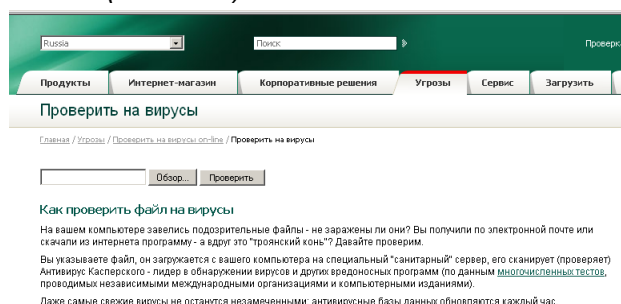 Russia Поиск Проверк
Продукты Интернет-магазин Корпоративные решения Угрозы Сервис Загрузить
Проверить на вирусы
Главная / Угрозы / Проверить на вирусы on-line / Проверить на вирусы
Обзор... Проверить
Как проверить файл на вирусы
На вашем компьютере завелись подозрительные файлы - не заражены ли они? Вы получили по электронной почте или
скачали из интернета программу - а вдруг это "троянский конь"? Давайте проверим.
Вы указываете файл, он загружается с вашего компьютера на специальный "санитарный" сервер, его сканирует (проверяет)
Антивирус Касперского - лидер в обнаружении вирусов и других вредоносных программ (по данным многочисленных тестов,
проводимых независимыми международными организациями и компьютерными изданиями).
Даже самые свежие вирусы не останутся незамеченными: антивирусные базы данных обновляются каждый час